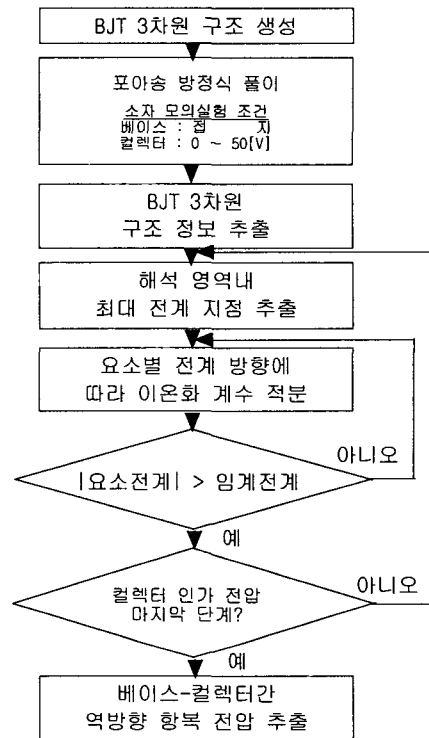 BJT 3차원 구조 생성
포아송 방정식 풀이
소자 모의실험 조건
베이스 : 접 지
컬렉터 : 0 ~ 50[V]
BJT 3차원
구조 정보 추출
해석 영역내
최대 전계 지점 추출
요소별 전계 방향에
따라 이온화 계수 적분
아니오
|요소전계| > 임계전계
예
아니오
컬렉터 인가 전압
마지막 단계?
예
베이스-컬렉터간
역방향 항복 전압 추출